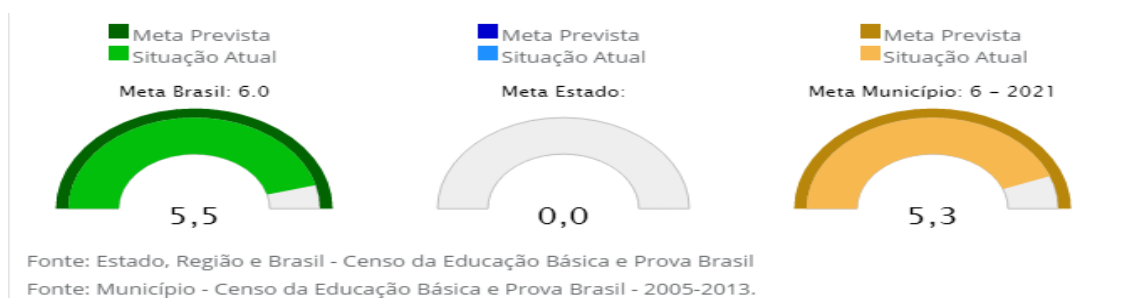 Meta Prevista
Situação Atual
Meta Brasil: 6.0
5,5
Meta Prevista
Situação Atual
Meta Estado:
0,0
Meta Prevista
Situação Atual
Meta Município: 6 – 2021
5,3
Fonte: Estado, Região e Brasil - Censo da Educação Básica e Prova Brasil
Fonte: Município - Censo da Educação Básica e Prova Brasil - 2005-2013.